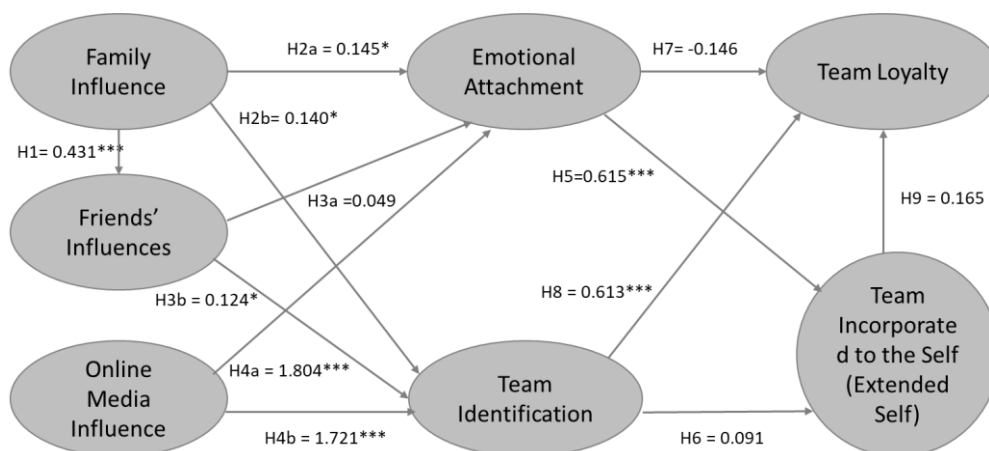 Family
Influence
H2a = 0.145*
Emotional
Attachment
H7= -0.146
Team Loyalty
H2b= 0.140*
H1= 0.431***
H3a =0.049
H5=0.615***
H9 = 0.165
Friends’
Influences
H3b = 0.124*
H8 = 0.613***
Team
Incorporate
d to the Self
(Extended
Self)
Online
Media
Influence
H4a = 1.804***
H4b = 1.721***
Team
Identification
H6 = 0.091